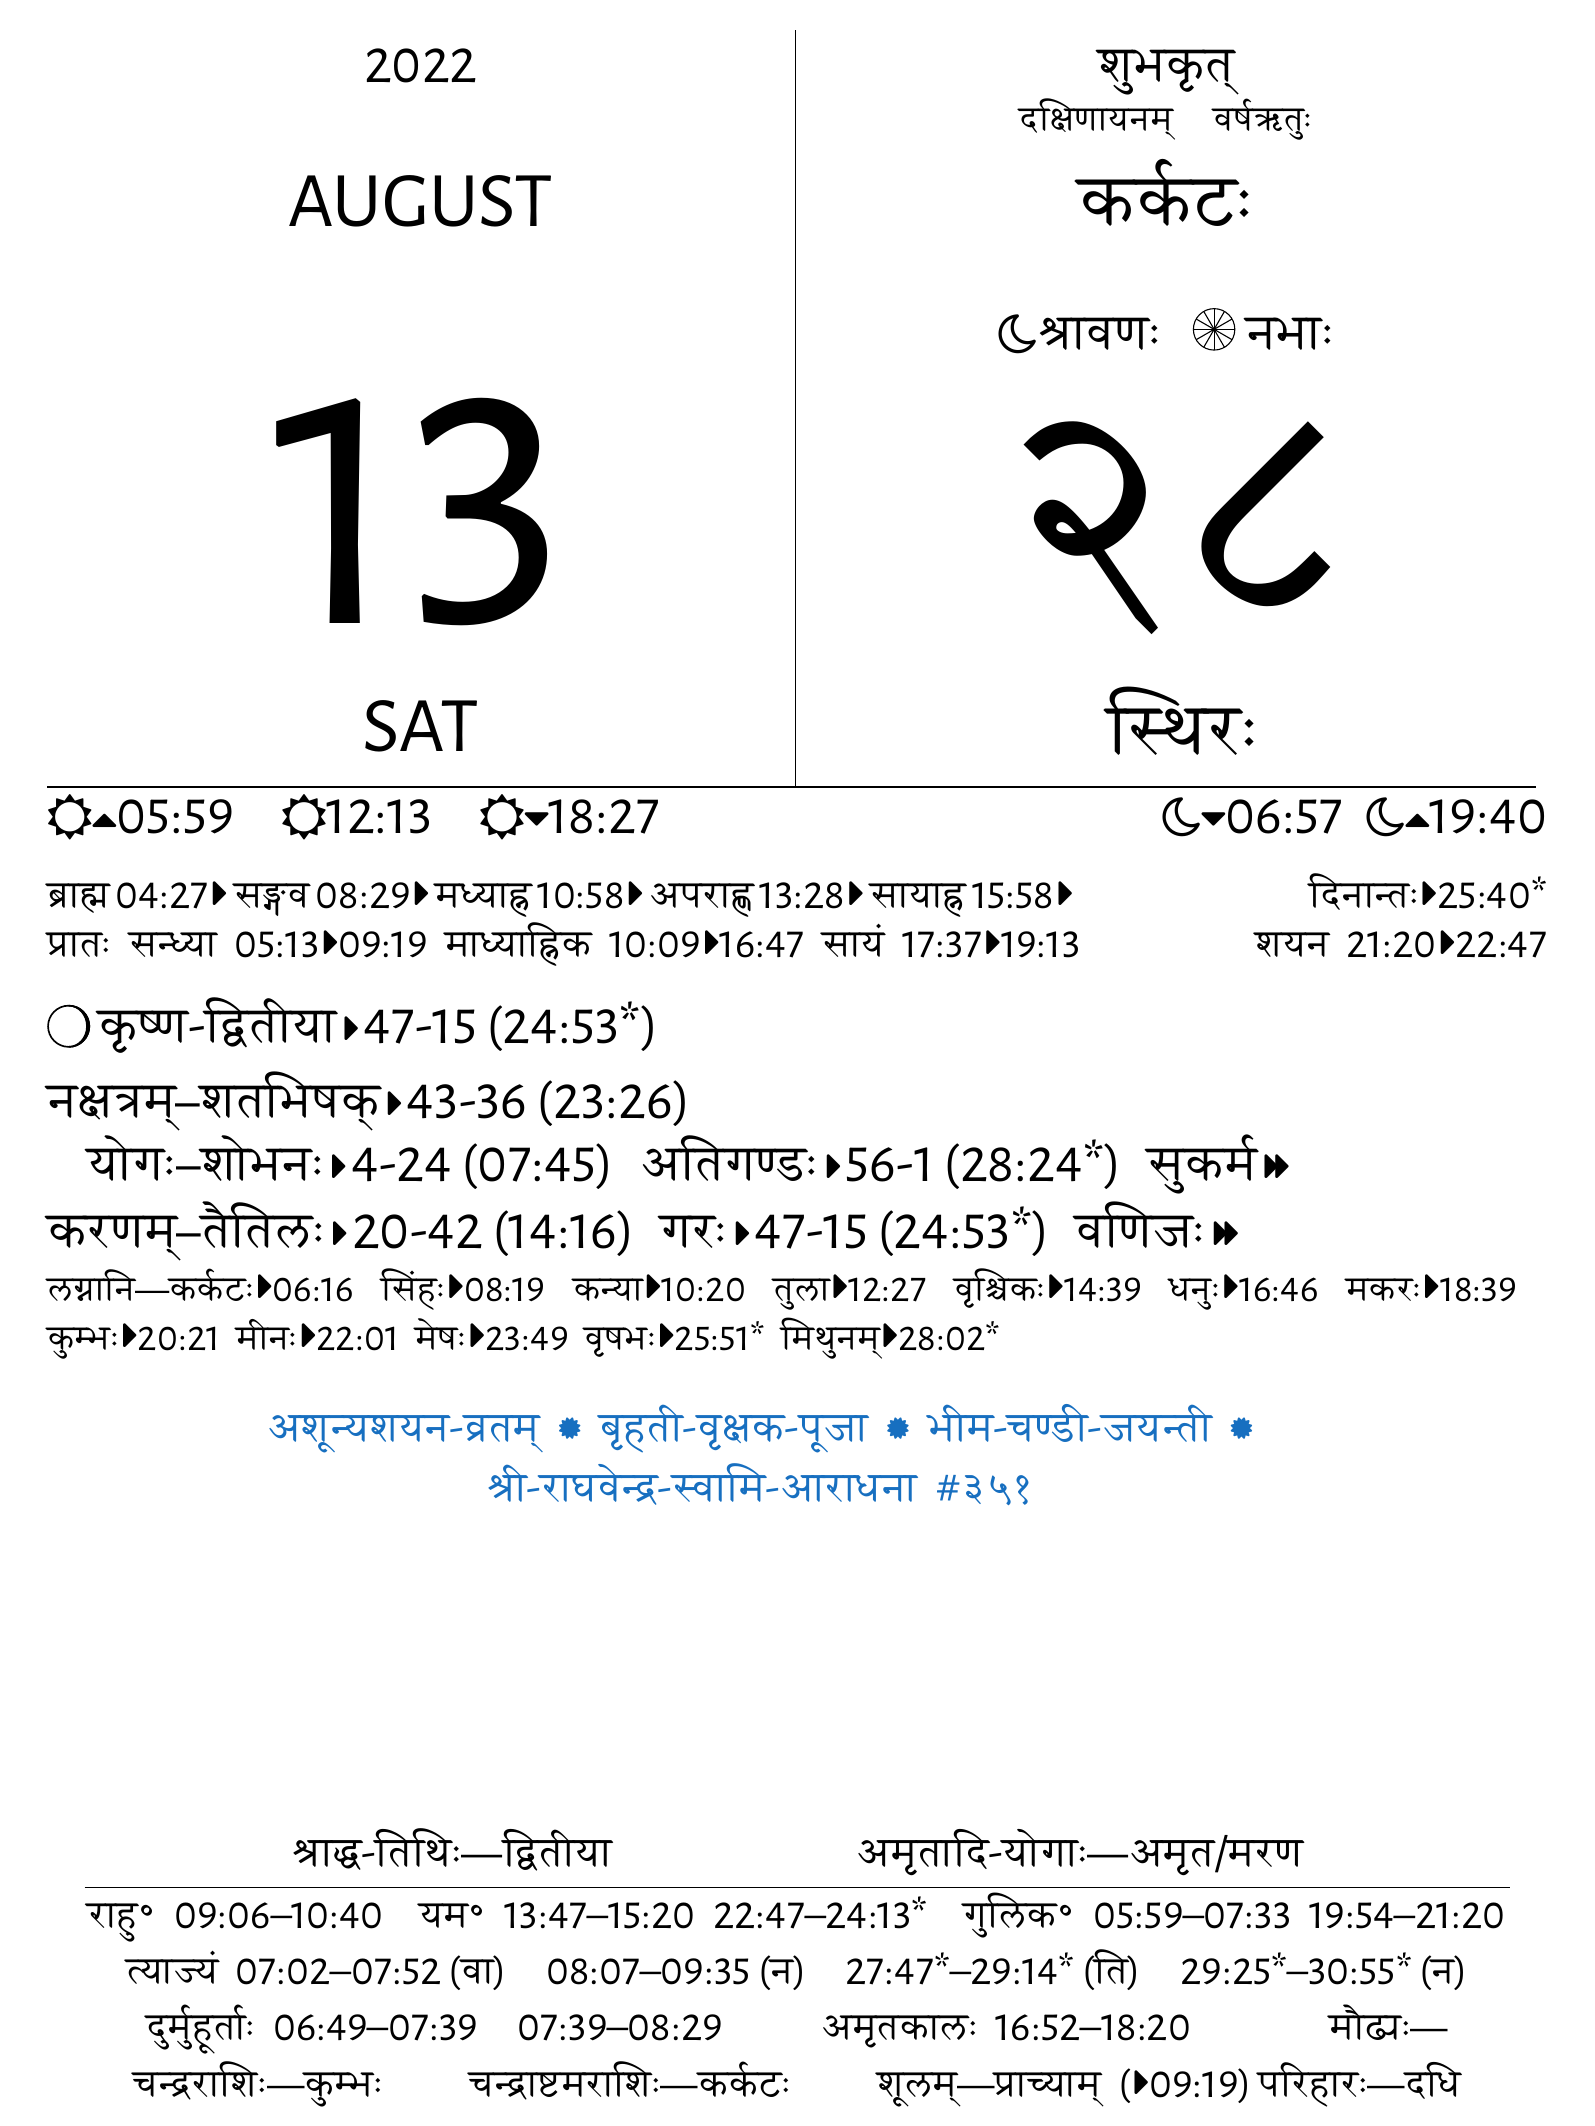 2022
AUGUST
13
SAT
शुभकृत्
दक्षिणायनम् वर्षऋतुः
कर्कटः
श्रावणः नभाः
२८
स्थिरः
05:59 12:13 18:27 06:57 19:40
ब्राह्म 04:27 सङ्गव 08:29 मध्याह्न 10:58 अपराह्ण 13:28 सायाह्न 15:58 दिनान्तः 25:40*
प्रातः सन्ध्या 05:13 09:19 माध्याह्निक 10:09 16:47 सायं 17:37 19:13 शयन 21:20 22:47
कृष्ण-द्वितीया 47-15 (24:53*)
नक्षत्रम्–शतभिषक् 43-36 (23:26)
योगः–शोभनः 4-24 (07:45) अतिगण्डः 56-1 (28:24*) सुकर्म
करणम्–तैतिलः 20-42 (14:16) गरः 47-15 (24:53*) वणिजः
लग्नानि—कर्कटः 06:16 सिंहः 08:19 कन्या 10:20 तुला 12:27 वृश्चिकः 14:39 धनुः 16:46 मकरः 18:39
कुम्भः 20:21 मीनः 22:01 मेषः 23:49 वृषभः 25:51* मिथुनम् 28:02*
अशून्यशयन-व्रतम् बृहती-वृक्षक-पूजा भीम-चण्डी-जयन्ती
श्री-राघवेन्द्र-स्वामि-आराधना #३५१
श्राद्ध-तिथिः—द्वितीया अमृतादि-योगाः—अमृत/मरण
राहु॰ 09:06–10:40 यम॰ 13:47–15:20 22:47–24:13* गुलिक॰ 05:59–07:33 19:54–21:20
त्याज्यं 07:02–07:52 (वा) 08:07–09:35 (न) 27:47*–29:14* (ति) 29:25*–30:55* (न)
दुर्मुहूर्ताः 06:49–07:39 07:39–08:29 अमृतकालः 16:52–18:20 मौढ्यः—
चन्द्रराशिः—कुम्भः चन्द्राष्टमराशिः—कर्कटः शूलम्—प्राच्याम् (09:19) परिहारः—दधि